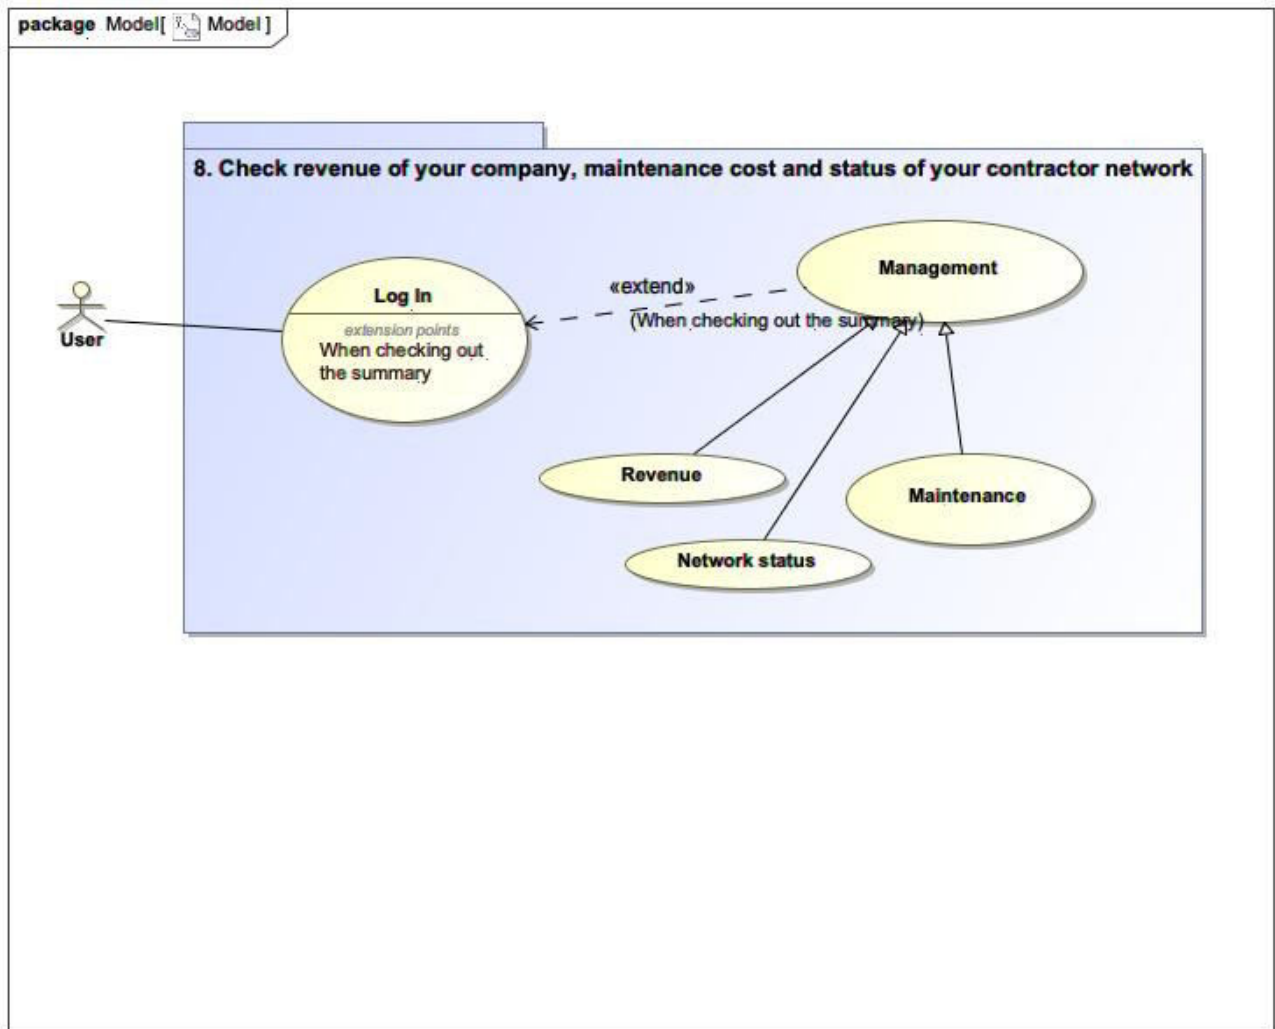 package Model[ Model ]
8. Check revenue of your company, maintenance cost and status of your contractor network
Management
«extend»
(When checking out the summary)
Log In
extension points
When checking out
the summary
User
Revenue
Maintenance
Network status